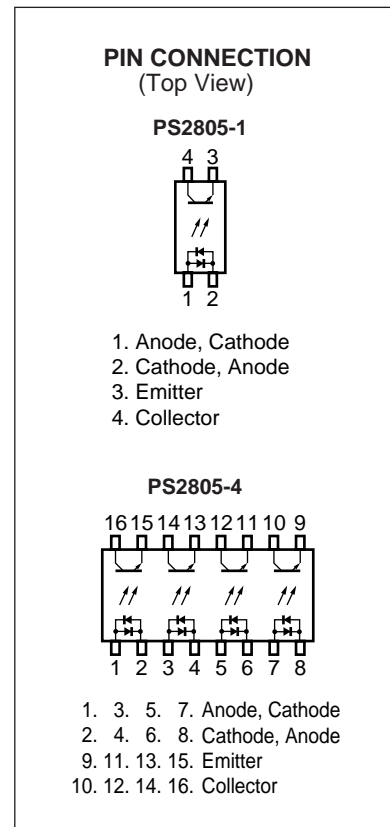 PIN CONNECTION
(Top View)
PS2805-1
4 3
1 2
1. Anode, Cathode
2. Cathode, Anode
3. Emitter
4. Collector
PS2805-4
16 15 14 13 12 11 10 9
1 2 3 4 5 6 7 8
1. 3. 5. 7. Anode, Cathode
2. 4. 6. 8. Cathode, Anode
9. 11. 13. 15. Emitter
10. 12. 14. 16. Collector